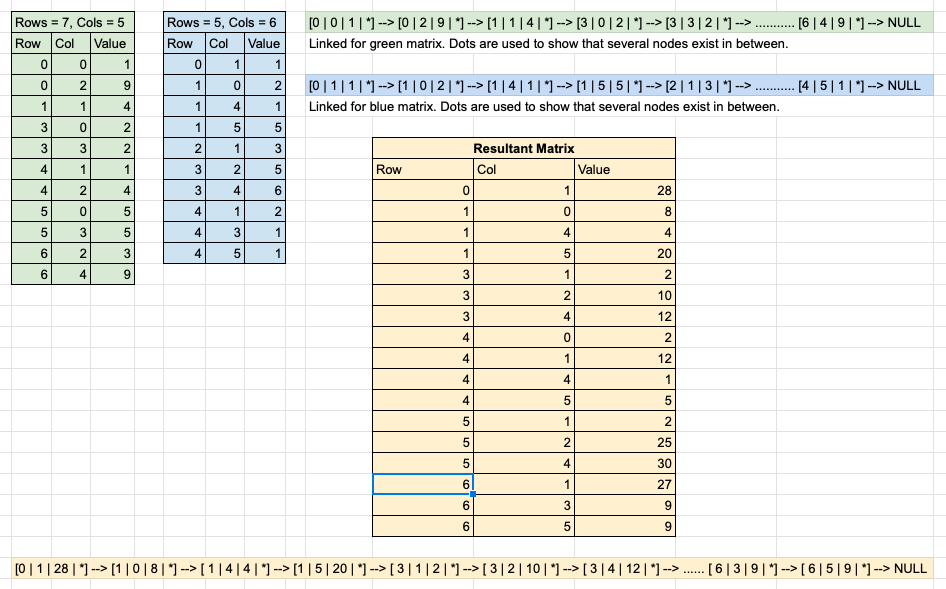 Rows = 7, Cols = 5
Row Col Value
0 0 1
0 2 9
1 1 4
3 0 2
3 3 2
4 1 1
4 2 4
5 0 5
5 3 5
6 2 3
6 4 9
Rows = 5, Cols = 6
Row Col Value
0 1 1
1 0 2
1 4 1
1 5 5
2 1 3
3 2 5
3 4 6
4 1 2
4 3 1
4 5 1
[0 | 0 | 1 | *] --> [0 | 2 | 9 | *] --> [1 | 1 | 4 | *] --> [3 | 0 | 2 | *] --> [3 | 3 | 2 | *] --> ........... [6 | 4 | 9 | *] --> NULL
Linked for green matrix. Dots are used to show that several nodes exist in between.
[0 | 1 | 1 | *] --> [1 | 0 | 2 | *] --> [1 | 4 | 1 | *] --> [1 | 5 | 5 | *] --> [2 | 1 | 3 | *] --> ........... [4 | 5 | 1 | *] --> NULL
Linked for blue matrix. Dots are used to show that several nodes exist in between.
Resultant Matrix
Row Col Value
0 1 28
1 0 8
1 4 4
1 5 20
3 1 2
3 2 10
3 4 12
4 0 2
4 1 12
4 4 1
4 5 5
5 1 2
5 2 25
5 4 30
6 1 27
6 3 9
6 5 9
[0 | 1 | 28 | *] --> [1 | 0 | 8 | *] --> [ 1 | 4 | 4 | *] --> [1 | 5 | 20 | *] --> [ 3 | 1 | 2 | *] --> [ 3 | 2 | 10 | *] --> [ 3 | 4 | 12 | *] --> ...... [ 6 | 3 | 9 | *] --> [ 6 | 5 | 9 | *] --> NULL